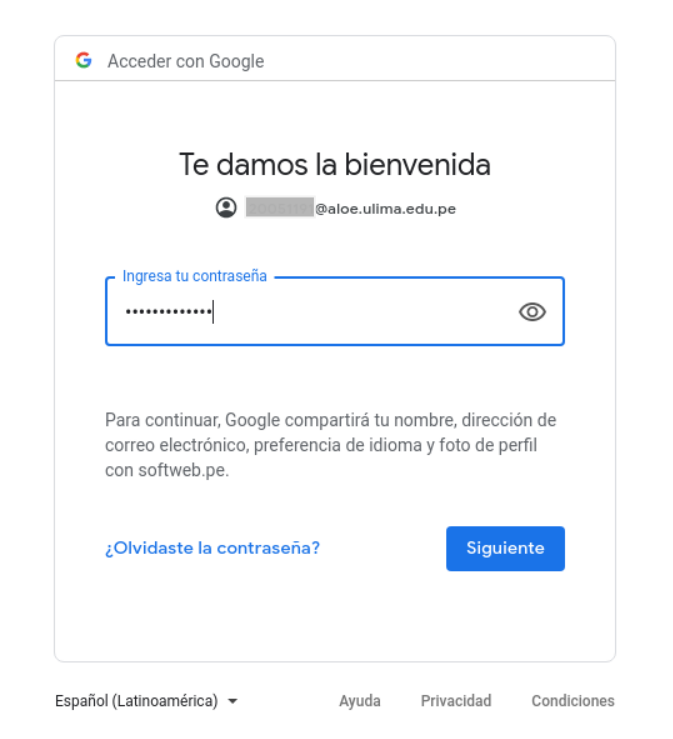 Acceder con Google
Te damos la bienvenida
@aloe.ulima.edu.pe
Ingresa tu contraseña
•••••••••••••
Para continuar, Google compartirá tu nombre, dirección de
correo electrónico, preferencia de idioma y foto de perfil
con softweb.pe.
¿Olvidaste la contraseña?
Siguiente
Español (Latinoamérica)
Ayuda Privacidad Condiciones